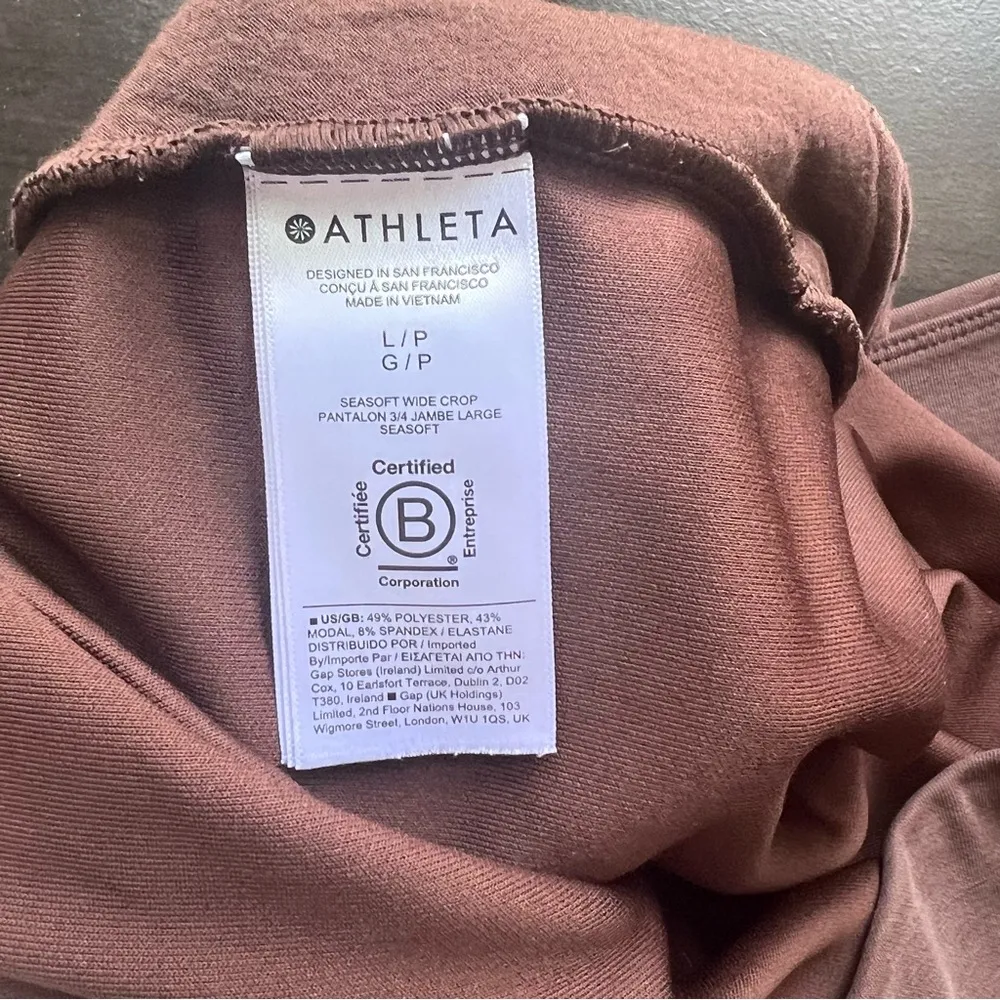 ATHLETA
DESIGNED IN SAN FRANCISCO
CONÇU À SAN FRANCISCO
MADE IN VIETNAM
L / P
G / P
SEASOFT WIDE CROP
PANTALON 3/4 JAMBE LARGE
SEASOFT
Certified
Certifiée
B
Entreprise
®
Corporation
■ US/GB: 49% POLYESTER, 43%
MODAL, 8% SPANDEX / ELASTANE
DISTRIBUIDO POR / Imported
By/Importe Par / ΕΙΣΑΓΕΤΑΙ ΑΠΟ ΤΗΝ:
Gap Stores (Ireland) Limited c/o Arthur
Cox, 10 Earlsfort Terrace, Dublin 2, D02
T380, Ireland ■ Gap (UK Holdings)
Limited, 2nd Floor Nations House, 103
Wigmore Street, London, W1U 1QS, UK